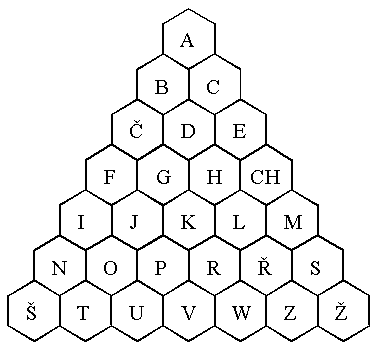 A
B C
Č D E
F G H CH
I J K L M
N O P R Ř S
Š T U V W Z Ž